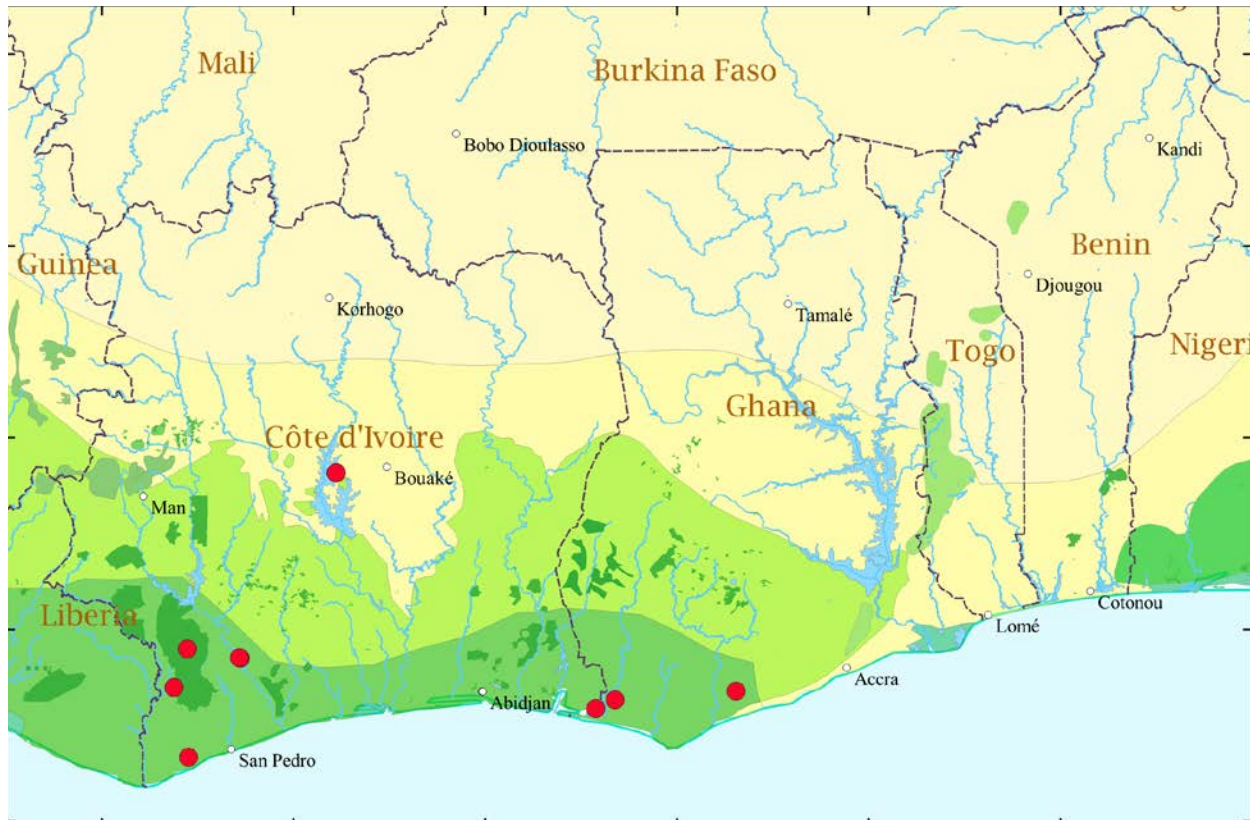 Mali
Burkina Faso
Bobo Dioulasso
Kandi
Guinea
Benin
Korhogo
Djougou
Tamalé
Togo
Nigeri
Ghana
Côte d'Ivoire
Bouaké
Man
Liberia
Cotonou
Lomé
Accra
Abidjan
San Pedro